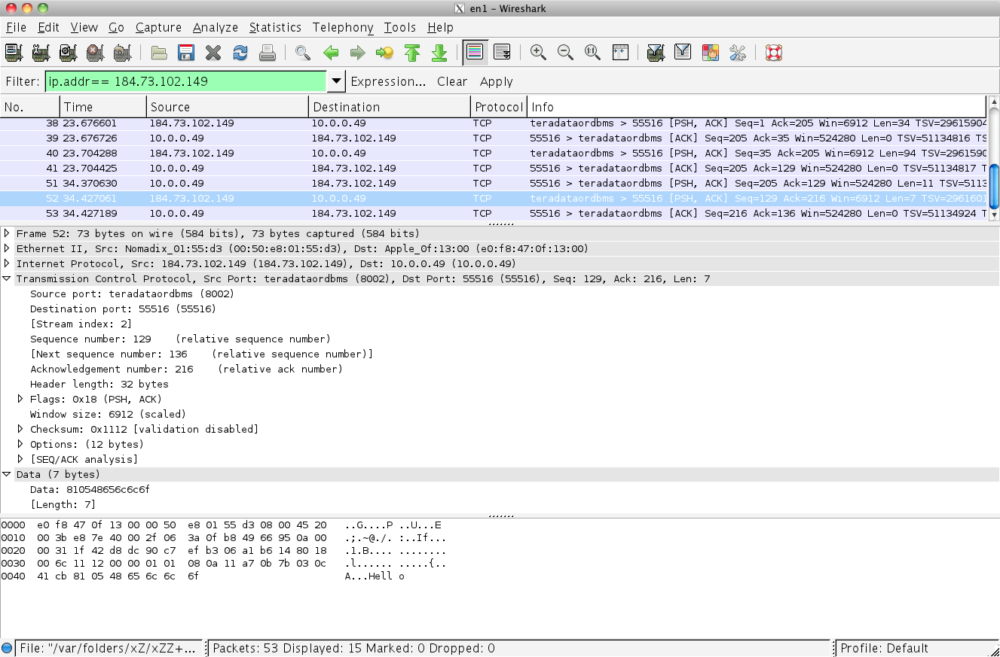 en1 – Wireshark
File Edit View Go Capture Analyze Statistics Telephony Tools Help
Filter: ip.addr== 184.73.102.149 Expression... Clear Apply
No. Time Source Destination Protocol Info
38 23.676601 184.73.102.149 10.0.0.49 TCP teradataordbms > 55516 [PSH, ACK] Seq=1 Ack=205 Win=6912 Len=34 TSV=29615904
39 23.676726 10.0.0.49 184.73.102.149 TCP 55516 > teradataordbms [ACK] Seq=205 Ack=35 Win=524280 Len=0 TSV=51134816 TS
40 23.704288 184.73.102.149 10.0.0.49 TCP teradataordbms > 55516 [PSH, ACK] Seq=35 Ack=205 Win=6912 Len=94 TSV=2961590
41 23.704425 10.0.0.49 184.73.102.149 TCP 55516 > teradataordbms [ACK] Seq=205 Ack=129 Win=524280 Len=0 TSV=51134817 T
51 34.370630 10.0.0.49 184.73.102.149 TCP 55516 > teradataordbms [PSH, ACK] Seq=205 Ack=129 Win=524280 Len=11 TSV=5113
52 34.427061 184.73.102.149 10.0.0.49 TCP teradataordbms > 55516 [PSH, ACK] Seq=129 Ack=216 Win=6912 Len=7 TSV=2961601
53 34.427189 10.0.0.49 184.73.102.149 TCP 55516 > teradataordbms [ACK] Seq=216 Ack=136 Win=524280 Len=0 TSV=51134924 T
Frame 52: 73 bytes on wire (584 bits), 73 bytes captured (584 bits)
Ethernet II, Src: Nomadix_01:55:d3 (00:50:e8:01:55:d3), Dst: Apple_0f:13:00 (e0:f8:47:0f:13:00)
Internet Protocol, Src: 184.73.102.149 (184.73.102.149), Dst: 10.0.0.49 (10.0.0.49)
Transmission Control Protocol, Src Port: teradataordbms (8002), Dst Port: 55516 (55516), Seq: 129, Ack: 216, Len: 7
Source port: teradataordbms (8002)
Destination port: 55516 (55516)
[Stream index: 2]
Sequence number: 129 (relative sequence number)
[Next sequence number: 136 (relative sequence number)]
Acknowledgement number: 216 (relative ack number)
Header length: 32 bytes
Flags: 0x18 (PSH, ACK)
Window size: 6912 (scaled)
Checksum: 0x1112 [validation disabled]
Options: (12 bytes)
[SEQ/ACK analysis]
Data (7 bytes)
Data: 810548656c6c6f
[Length: 7]
0000 e0 f8 47 0f 13 00 00 50 e8 01 55 d3 08 00 45 20 ..G....P ..U...E
0010 00 3b e8 7e 40 00 2f 06 3a 0f b8 49 66 95 0a 00 .;.~@./. :..If...
0020 00 31 1f 42 d8 dc 90 c7 ef b3 06 a1 b6 14 80 18 .1.B.... ........
0030 00 6c 11 12 00 00 01 01 08 0a 11 a7 0b 7b 03 0c .l...... .....{..
0040 41 cb 81 05 48 65 6c 6c 6f A...Hell o
File: "/var/folders/xZ/xZZ+... Packets: 53 Displayed: 15 Marked: 0 Dropped: 0 Profile: Default